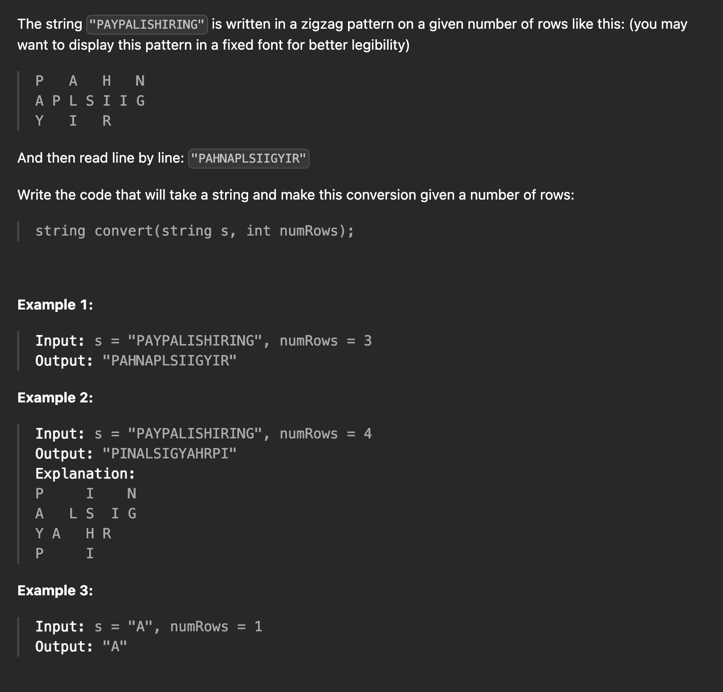 The string "PAYPALISHIRING" is written in a zigzag pattern on a given number of rows like this: (you may
want to display this pattern in a fixed font for better legibility)
P   A   H   N
A P L S I I G
Y   I   R
And then read line by line: "PAHNAPLSIIGYIR"
Write the code that will take a string and make this conversion given a number of rows:
string convert(string s, int numRows);
Example 1:
Input: s = "PAYPALISHIRING", numRows = 3
Output: "PAHNAPLSIIGYIR"
Example 2:
Input: s = "PAYPALISHIRING", numRows = 4
Output: "PINALSIGYAHRPI"
Explanation:
P     I    N
A   L S  I G
Y A   H R
P     I
Example 3:
Input: s = "A", numRows = 1
Output: "A"